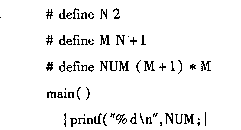 # define N 2
# define M N+1
# define NUM (M+1)*M
main( )
{printf("%d\n",NUM;|